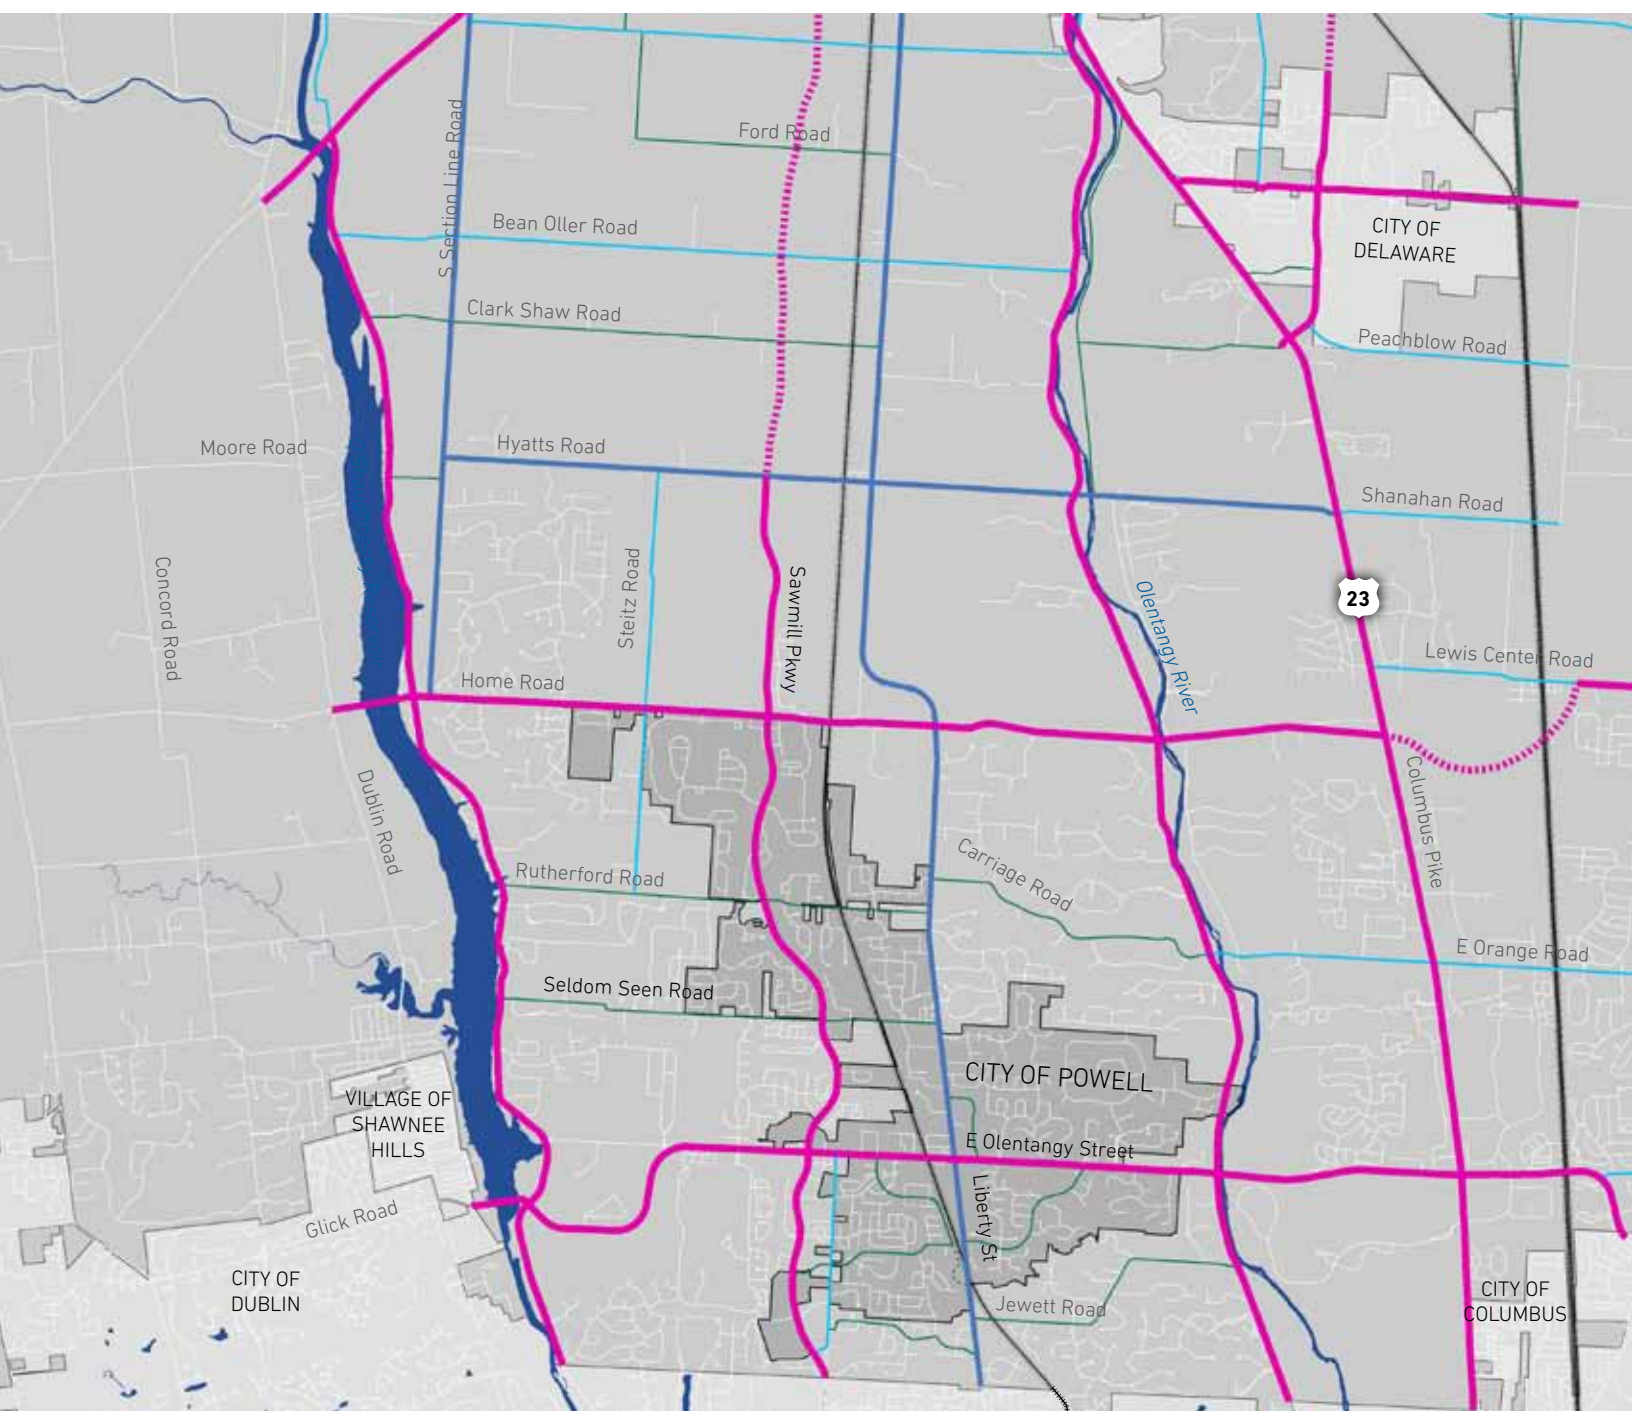 Ford Road
S Section Line Road
Bean Oller Road
CITY OF
DELAWARE
Clark Shaw Road
Peachblow Road
Moore Road
Hyatts Road
Shanahan Road
Concord Road
Steitz Road
Sawmill Pkwy
Olentangy River
23
Lewis Center Road
Home Road
Dublin Road
Columbus Pike
Rutherford Road
Carriage Road
E Orange Road
Seldom Seen Road
CITY OF POWELL
VILLAGE OF
SHAWNEE
HILLS
E Olentangy Street
Liberty St
Glick Road
CITY OF
DUBLIN
Jewett Road
CITY OF
COLUMBUS